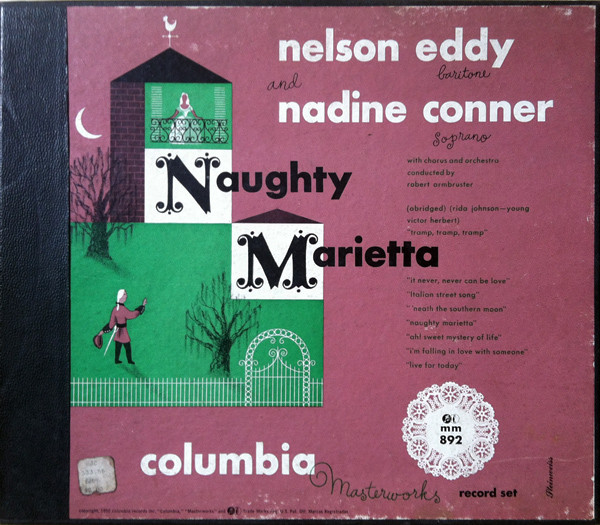 nelson eddy
baritone
and
nadine conner
soprano
with chorus and orchestra
conducted by
robert armbruster
(abridged) (rida johnson—young
victor herbert)
"tramp, tramp, tramp"
Naughty
Marietta
"it never, never can be love"
"italian street song"
"'neath the southern moon"
"naughty marietta"
"ah! sweet mystery of life"
"i'm falling in love with someone"
"live for today"
mm
892
columbia
Masterworks
record set
Steinweiss